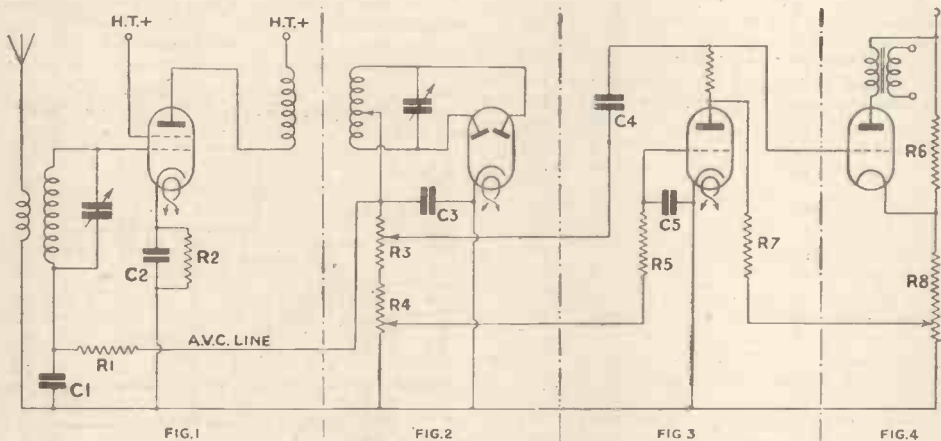 H.T.+
H.T.+
C4
R6
C3
C5
C2
R2
R3
R5
R7
R4
R8
A.V.C. LINE
R1
C1
FIG.1
FIG.2
FIG 3
FIG.4